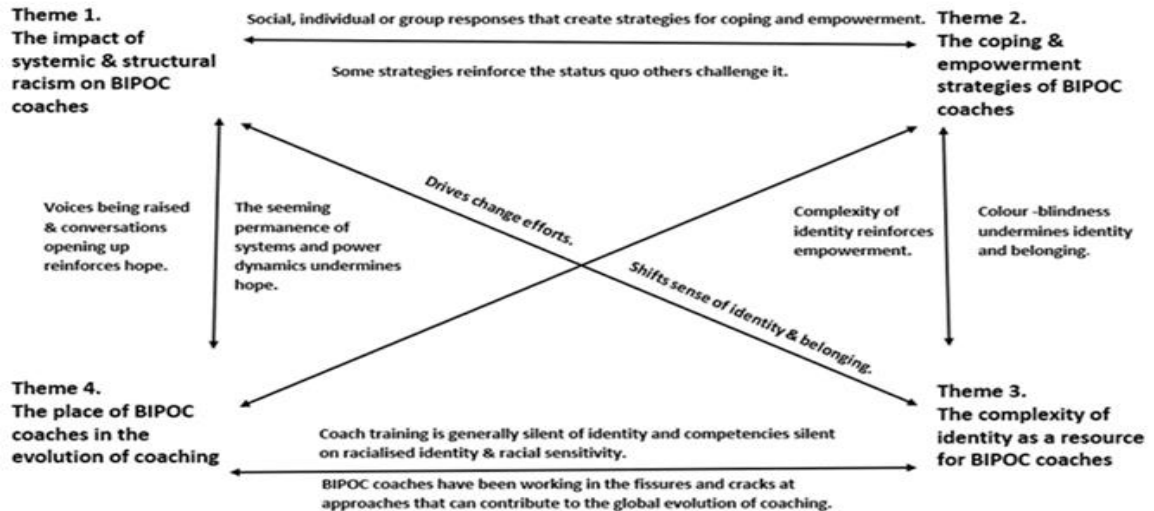 Theme 1.
The impact of
systemic & structural
racism on BIPOC
coaches
Social, individual or group responses that create strategies for coping and empowerment.
Some strategies reinforce the status quo others challenge it.
Theme 2.
The coping &
empowerment
strategies of BIPOC
coaches
Voices being raised
& conversations
opening up
reinforces hope.
The seeming
permanence of
systems and power
dynamics undermines
hope.
Drives change efforts.
Shifts sense of identity & belonging.
Complexity of
identity reinforces
empowerment.
Colour -blindness
undermines identity
and belonging.
Theme 4.
The place of BIPOC
coaches in the
evolution of coaching
Coach training is generally silent of identity and competencies silent
on racialised identity & racial sensitivity.
BIPOC coaches have been working in the fissures and cracks at
approaches that can contribute to the global evolution of coaching.
Theme 3.
The complexity of
identity as a resource
for BIPOC coaches